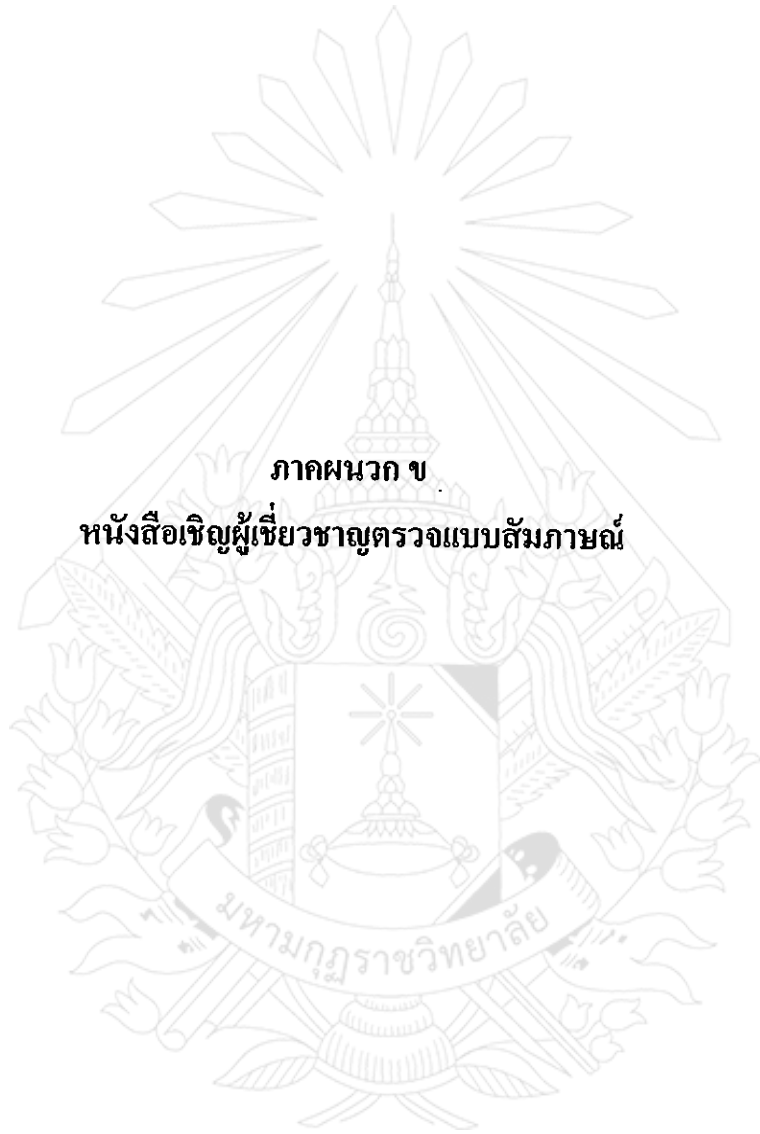 ภาคผนวก ข
หนังสือเชิญผู้เชี่ยวชาญตรวจแบบสัมภาษณ์
มหามกุฏราชวิทยาลัย